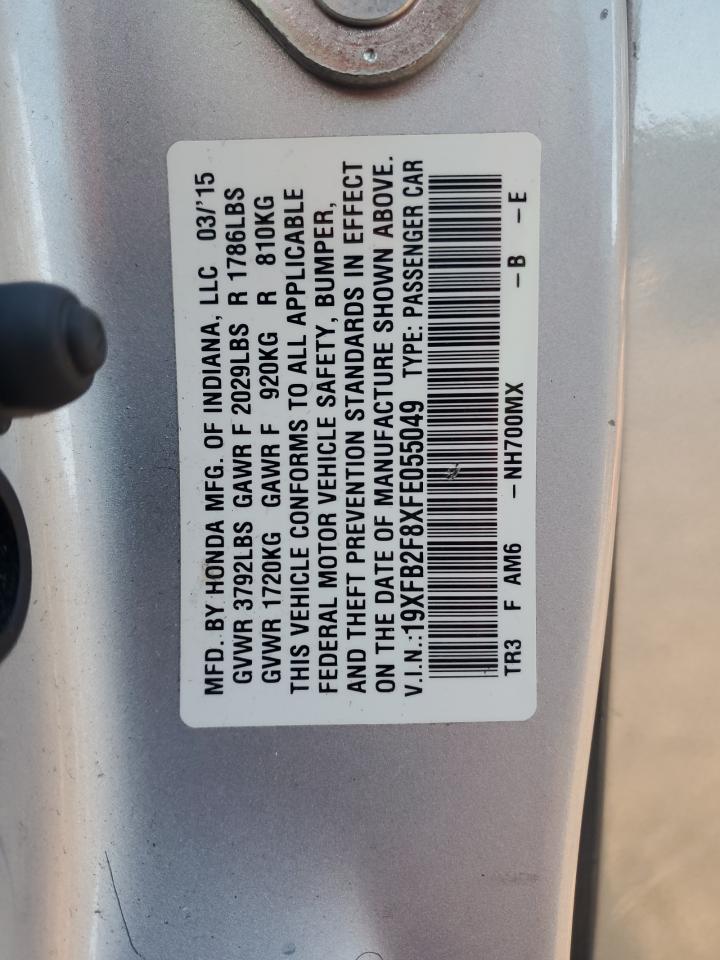 MFD. BY HONDA MFG. OF INDIANA, LLC 03/'15
GVWR 3792LBS GAWR F 2029LBS R 1786LBS
GVWR 1720KG GAWR F 920KG R 810KG
THIS VEHICLE CONFORMS TO ALL APPLICABLE
FEDERAL MOTOR VEHICLE SAFETY, BUMPER,
AND THEFT PREVENTION STANDARDS IN EFFECT
ON THE DATE OF MANUFACTURE SHOWN ABOVE.
V.I.N.:19XFB2F8XFE055049 TYPE: PASSENGER CAR
TR3 F AM6 -NH700MX -B -E